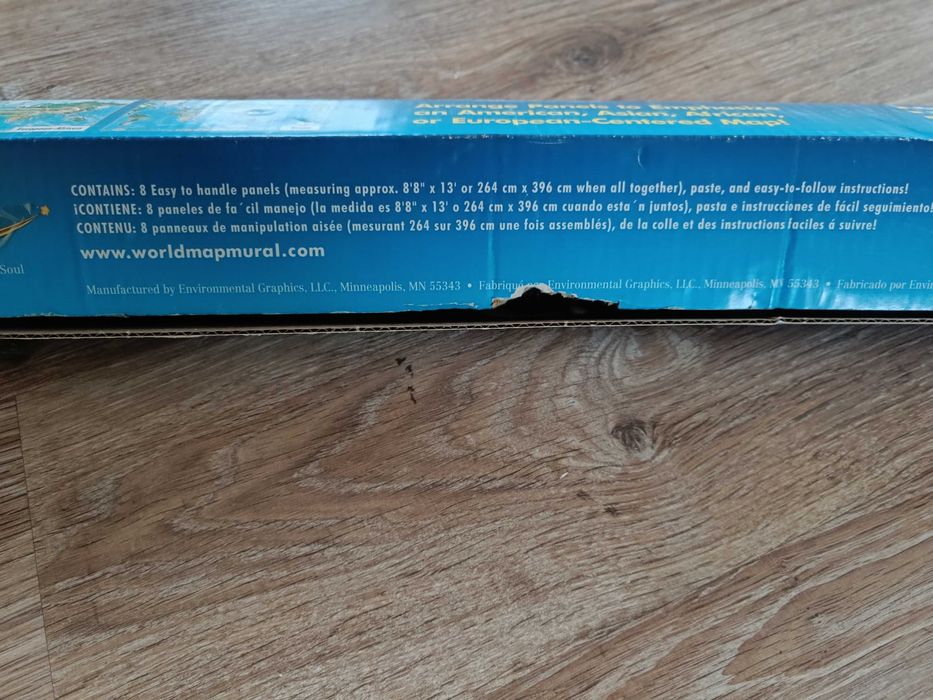 Arrange Panels to Emphasize
an American, Asian, African,
or European-Centered Map!
CONTAINS: 8 Easy to handle panels (measuring approx. 8'8" x 13' or 264 cm x 396 cm when all together), paste, and easy-to-follow instructions!
¡CONTIENE: 8 paneles de fa´cil manejo (la medida es 8'8" x 13' o 264 cm x 396 cm cuando esta´n juntos), pasta e instrucciones de fácil seguimiento!
CONTENU: 8 panneaux de manipulation aisée (mesurant 264 sur 396 cm une fois assemblés), de la colle et des instructions faciles á suivre!
www.worldmapmural.com
Soul
Manufactured by Environmental Graphics, LLC., Minneapolis, MN 55343 • Fabriqué Environmental Graphics, LLC., Minneapolis, MN 55343 • Fabricado por Envi